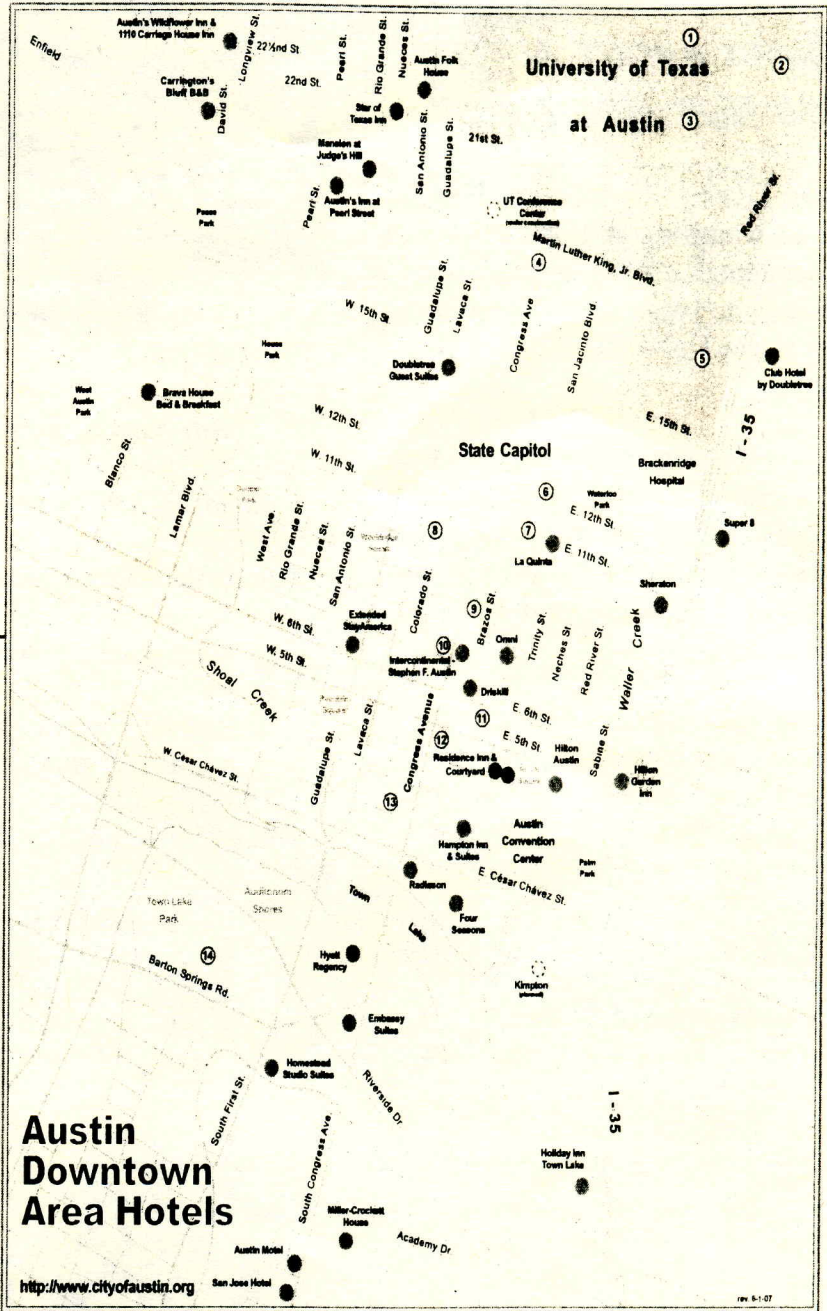 Austin's Wildflower Inn &
1110 Carriage House Inn
Enfield
Longview St.
22½nd St.
22nd St.
Pearl St.
Rio Grande St.
Nueces St.
Austin Folk
House
①
University of Texas
②
at Austin ③
Carrington's
Bluff B&B
David St.
Star of
Texas Inn
San Antonio St.
Guadalupe St.
21st St.
Mansion at
Judge's Hill
Pearl St.
Austin's Inn at
Pearl Street
Pease
Park
UT Conference
Center
(under construction)
Red River St.
Martin Luther King, Jr. Blvd.
④
W. 15th St.
Guadalupe St.
Lavaca St.
Congress Ave
San Jacinto Blvd.
House
Park
⑤
Doubletree
Guest Suites
Club Hotel
by Doubletree
West
Austin
Park
Brava House
Bed & Breakfast
W. 12th St.
E. 15th St.
I-35
Blanco St.
Lamar Blvd.
W. 11th St.
State Capitol
Brackenridge
Hospital
⑥
Waterloo
Park
E. 12th St.
West Ave.
Rio Grande St.
Nueces St.
San Antonio St.
⑧
⑦
La Quinta
E. 11th St.
Super 8
Sheraton
Colorado St.
⑨
Brazos St.
W. 6th St.
Extended
StayAmerica
W. 5th St.
⑩
Intercontinental -
Stephen F. Austin
Omni
Trinity St.
Neches St.
Red River St.
Waller Creek
Shoal Creek
Driskill
⑪
E. 6th St.
E. 5th St.
Guadalupe St.
Lavaca St.
Congress Avenue
⑫
Residence Inn &
Courtyard
Hilton
Austin
Sabine St.
Hilton
Garden
Inn
W. César Chávez St.
⑬
Hampton Inn
& Suites
Austin
Convention
Center
Palm
Park
Radisson
E. César Chávez St.
Town Lake
Park
Auditorium
Shores
Town
Lake
Four
Seasons
⑭
Barton Springs Rd.
Hyatt
Regency
Kimpton
(planned)
Embassy
Suites
Homestead
Studio Suites
South First St.
Riverside Dr
I-35
Austin
Downtown
Area Hotels
South Congress Ave.
Holiday Inn
Town Lake
Miller-Crockett
House
Academy Dr
Austin Motel
San Jose Hotel
http://www.cityofaustin.org
rev. 6-1-07